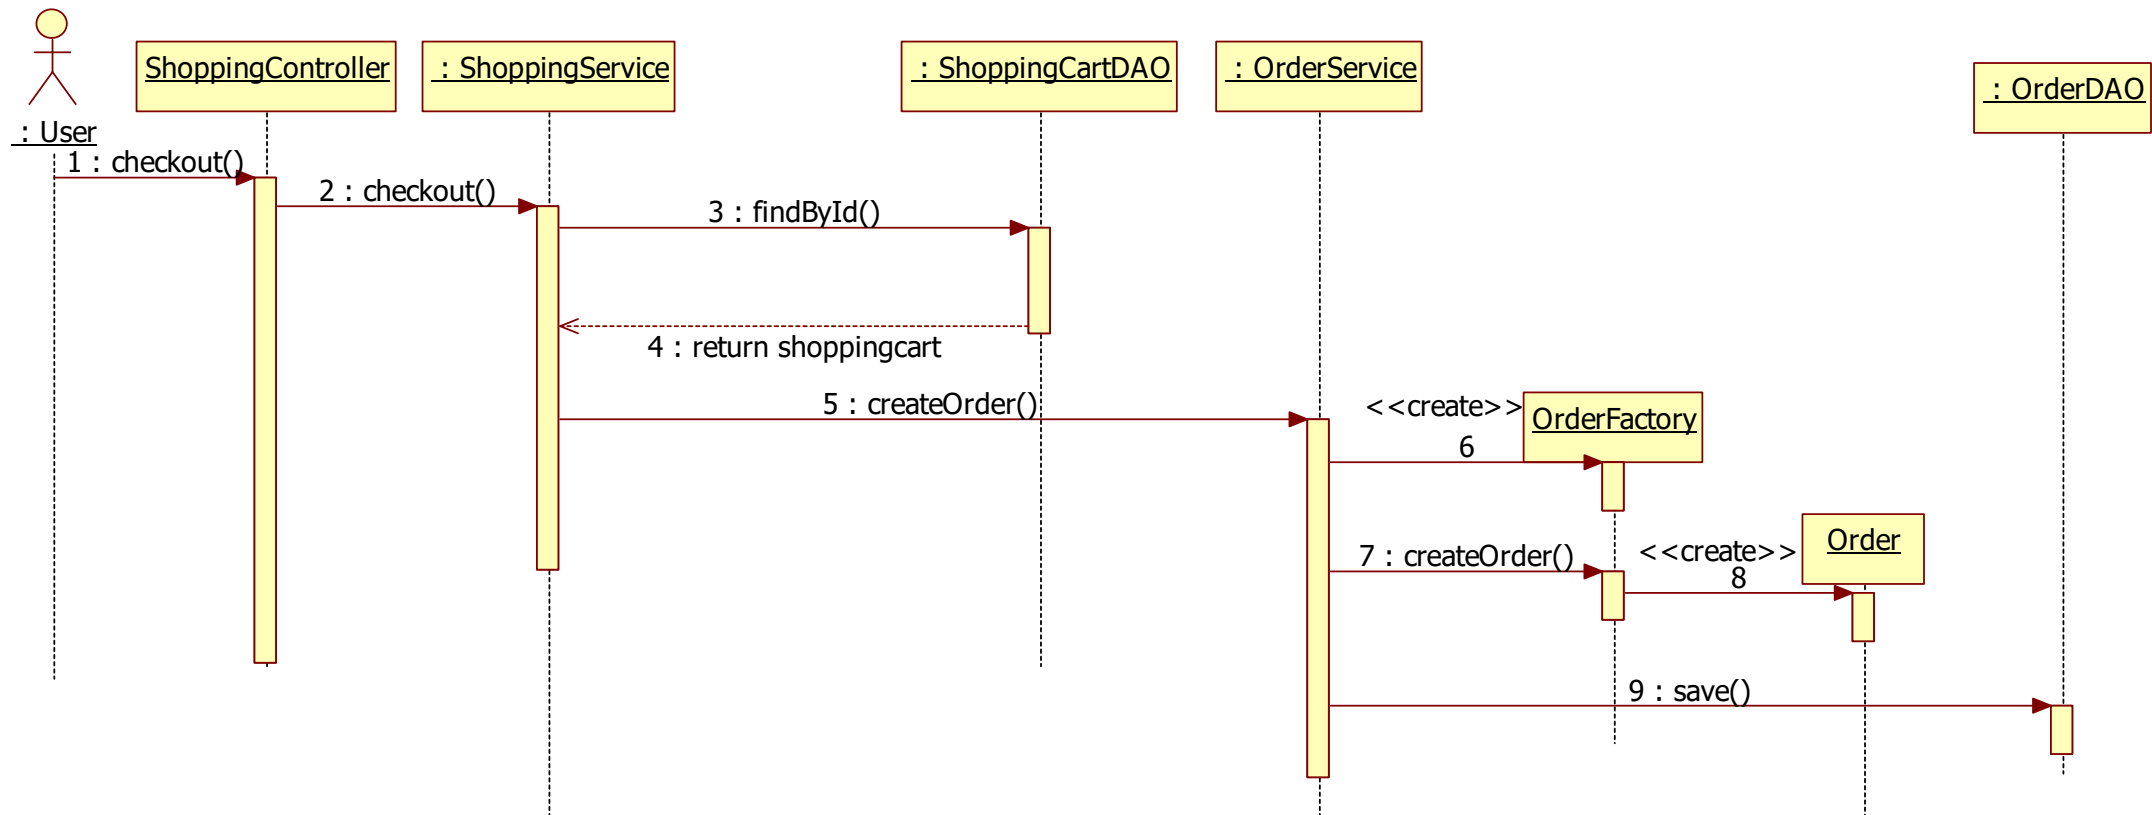 ShoppingController
: ShoppingService
: ShoppingCartDAO
: OrderService
: OrderDAO
: User
1 : checkout()
2 : checkout()
3 : findById()
4 : return shoppingcart
5 : createOrder()
<<create>>
6
OrderFactory
7 : createOrder()
<<create>>
8
Order
9 : save()